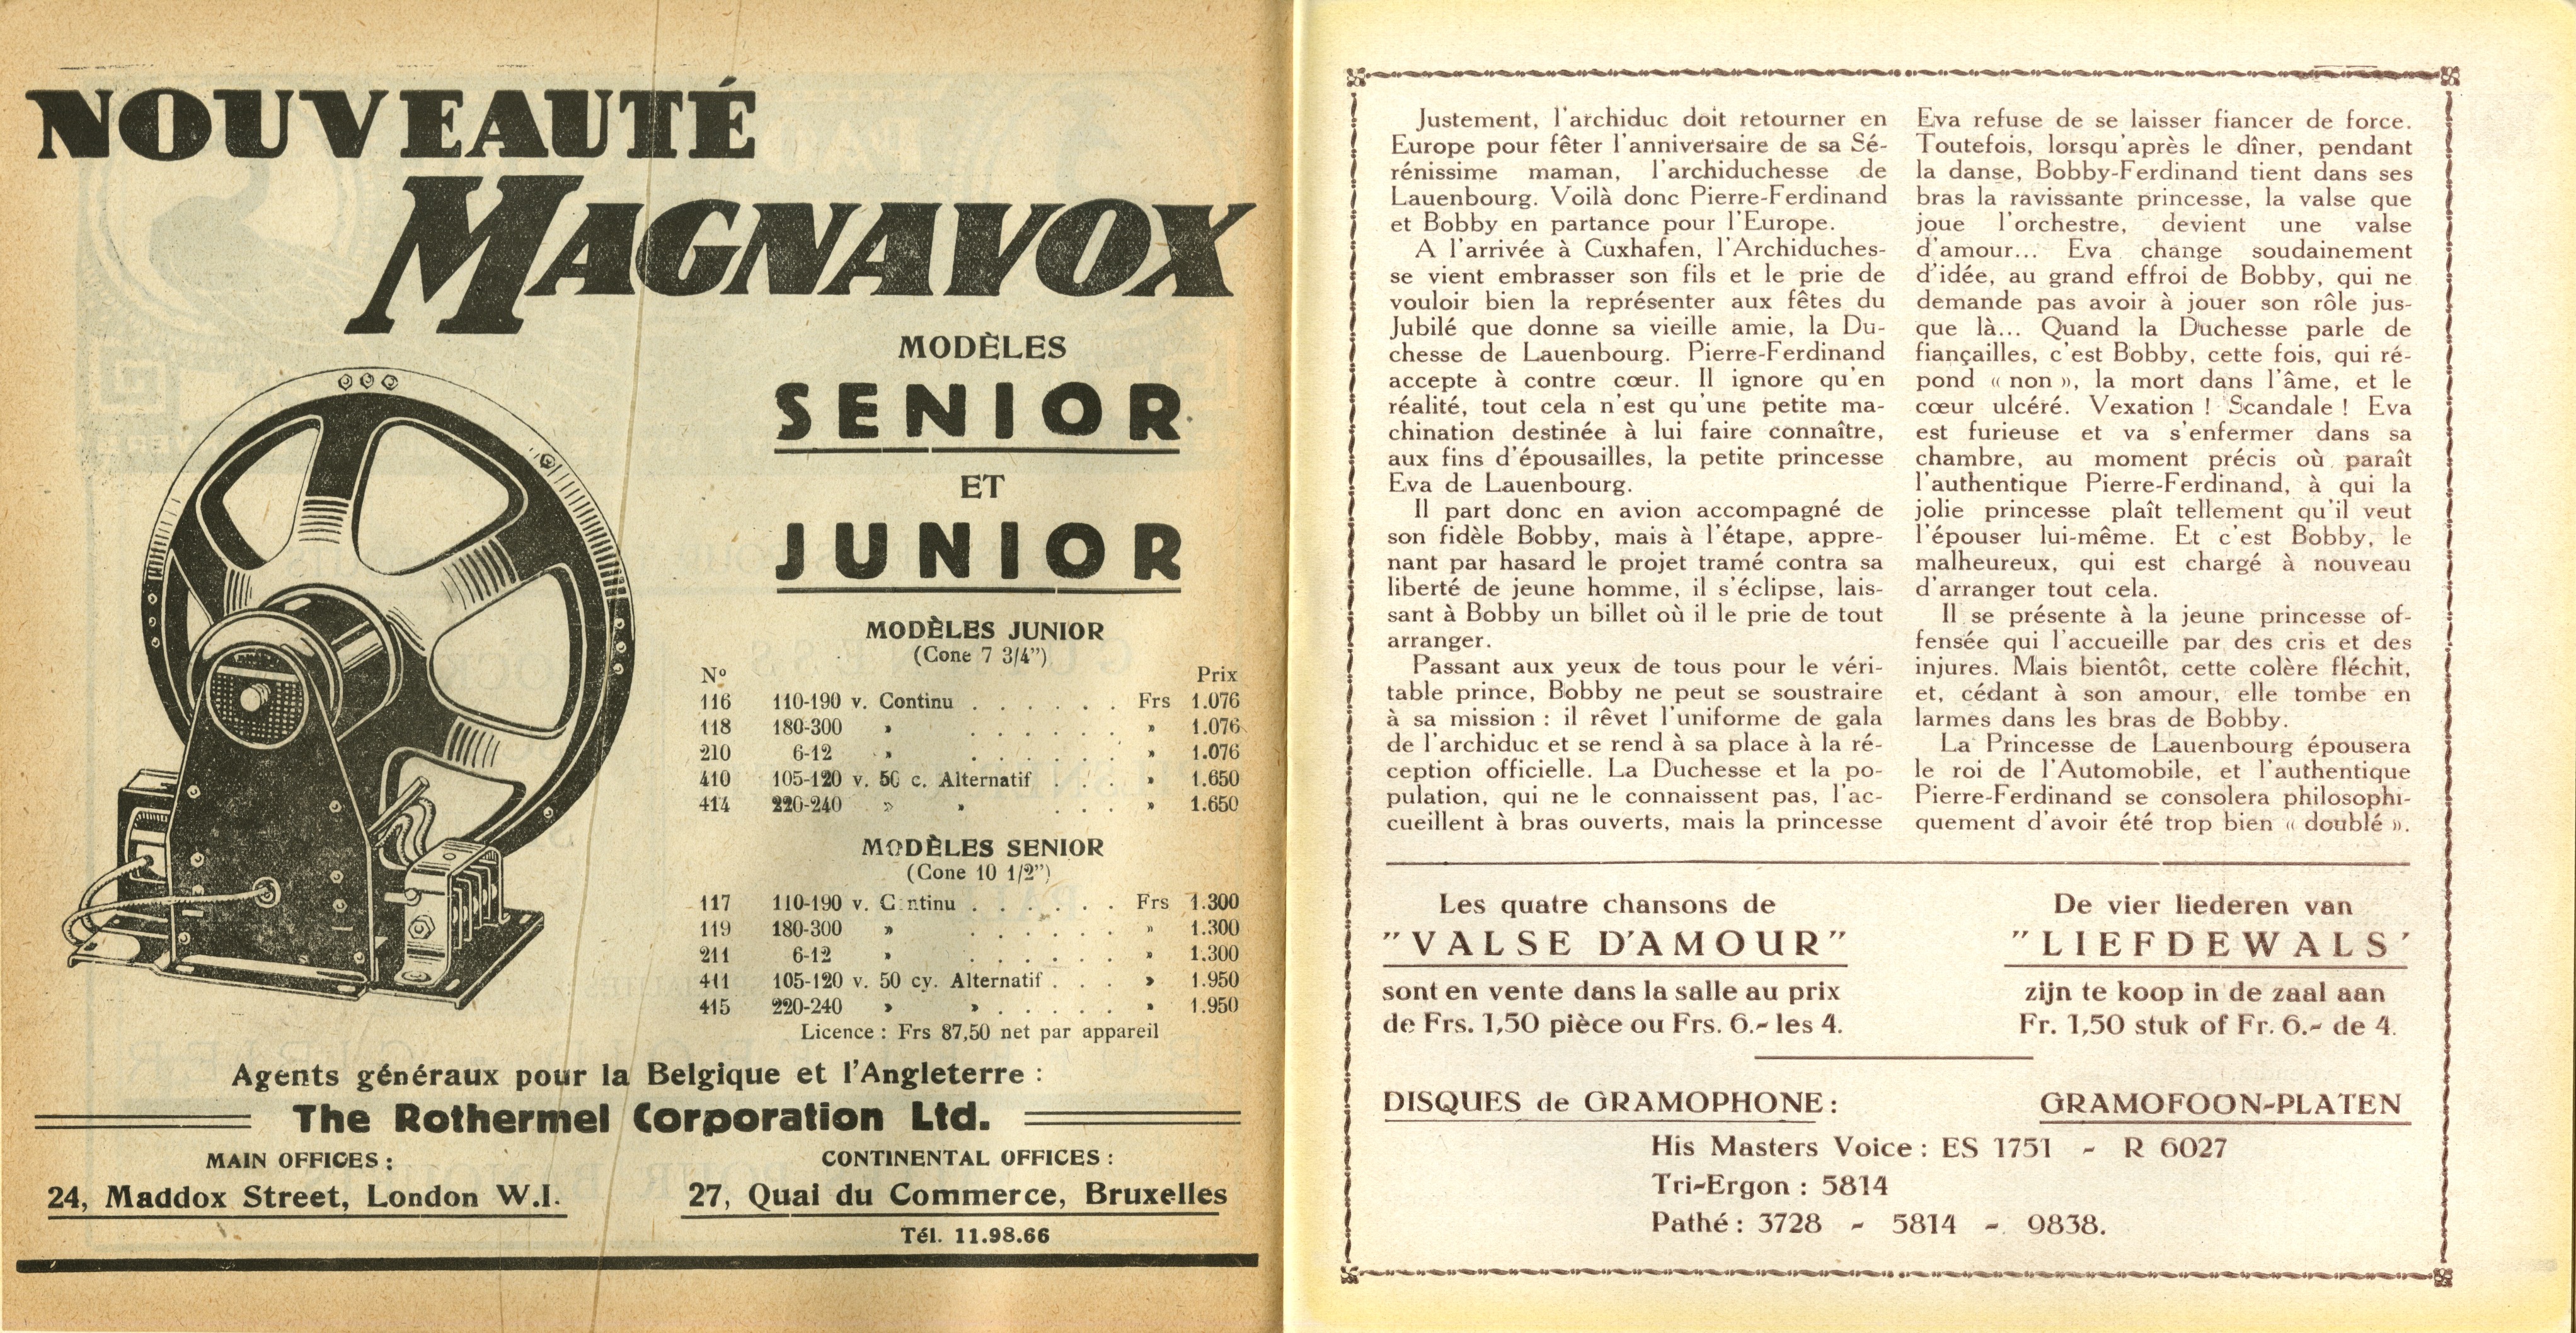 NOUVEAUTÉ
MAGNAVOX
MODÈLES
SENIOR
ET
JUNIOR
MODÈLES JUNIOR
(Cone 7 3/4")
No Prix
116 110-190 v. Continu . . . . . . Frs 1.076
118 180-300 » . . . . . . » 1.076
210 6-12 » . . . . . . » 1.076
410 105-120 v. 50 c. Alternatif . . . » 1.650
414 220-240 » » . . . » 1.650
MODÈLES SENIOR
(Cone 10 1/2")
117 110-190 v. Continu . . . . . . Frs 1.300
119 180-300 » . . . . . . » 1.300
211 6-12 » . . . . . . » 1.300
411 105-120 v. 50 cy. Alternatif . . . » 1.950
415 220-240 » » . . . . . » 1.950
Licence : Frs 87,50 net par appareil
Agents généraux pour la Belgique et l'Angleterre :
The Rothermel Corporation Ltd.
MAIN OFFICES :
24, Maddox Street, London W.I.
CONTINENTAL OFFICES :
27, Quai du Commerce, Bruxelles
Tél. 11.98.66
Justement, l'archiduc doit retourner en
Europe pour fêter l'anniversaire de sa Sé-
rénissime maman, l'archiduchesse de
Lauenbourg. Voilà donc Pierre-Ferdinand
et Bobby en partance pour l'Europe.
A l'arrivée à Cuxhafen, l'Archiduches-
se vient embrasser son fils et le prie de
vouloir bien la représenter aux fêtes du
Jubilé que donne sa vieille amie, la Du-
chesse de Lauenbourg. Pierre-Ferdinand
accepte à contre cœur. Il ignore qu'en
réalité, tout cela n'est qu'une petite ma-
chination destinée à lui faire connaître,
aux fins d'épousailles, la petite princesse
Eva de Lauenbourg.
Il part donc en avion accompagné de
son fidèle Bobby, mais à l'étape, appre-
nant par hasard le projet tramé contra sa
liberté de jeune homme, il s'éclipse, lais-
sant à Bobby un billet où il le prie de tout
arranger.
Passant aux yeux de tous pour le véri-
table prince, Bobby ne peut se soustraire
à sa mission : il rêvet l'uniforme de gala
de l'archiduc et se rend à sa place à la ré-
ception officielle. La Duchesse et la po-
pulation, qui ne le connaissent pas, l'ac-
cueillent à bras ouverts, mais la princesse
Eva refuse de se laisser fiancer de force.
Toutefois, lorsqu'après le dîner, pendant
la danse, Bobby-Ferdinand tient dans ses
bras la ravissante princesse, la valse que
joue l'orchestre, devient une valse
d'amour... Eva change soudainement
d'idée, au grand effroi de Bobby, qui ne
demande pas avoir à jouer son rôle jus-
que là... Quand la Duchesse parle de
fiançailles, c'est Bobby, cette fois, qui ré-
pond « non », la mort dans l'âme, et le
cœur ulcéré. Vexation ! Scandale ! Eva
est furieuse et va s'enfermer dans sa
chambre, au moment précis où paraît
l'authentique Pierre-Ferdinand, à qui la
jolie princesse plaît tellement qu'il veut
l'épouser lui-même. Et c'est Bobby, le
malheureux, qui est chargé à nouveau
d'arranger tout cela.
Il se présente à la jeune princesse of-
fensée qui l'accueille par des cris et des
injures. Mais bientôt, cette colère fléchit,
et, cédant à son amour, elle tombe en
larmes dans les bras de Bobby.
La Princesse de Lauenbourg épousera
le roi de l'Automobile, et l'authentique
Pierre-Ferdinand se consolera philosophi-
quement d'avoir été trop bien « doublé ».
Les quatre chansons de
"VALSE D'AMOUR"
sont en vente dans la salle au prix
de Frs. 1,50 pièce ou Frs. 6.- les 4.
De vier liederen van
"LIEFDEWALS'
zijn te koop in de zaal aan
Fr. 1,50 stuk of Fr. 6.- de 4.
DISQUES de GRAMOPHONE: GRAMOFOON-PLATEN
His Masters Voice : ES 1751 - R 6027
Tri-Ergon : 5814
Pathé : 3728 - 5814 - 9838.